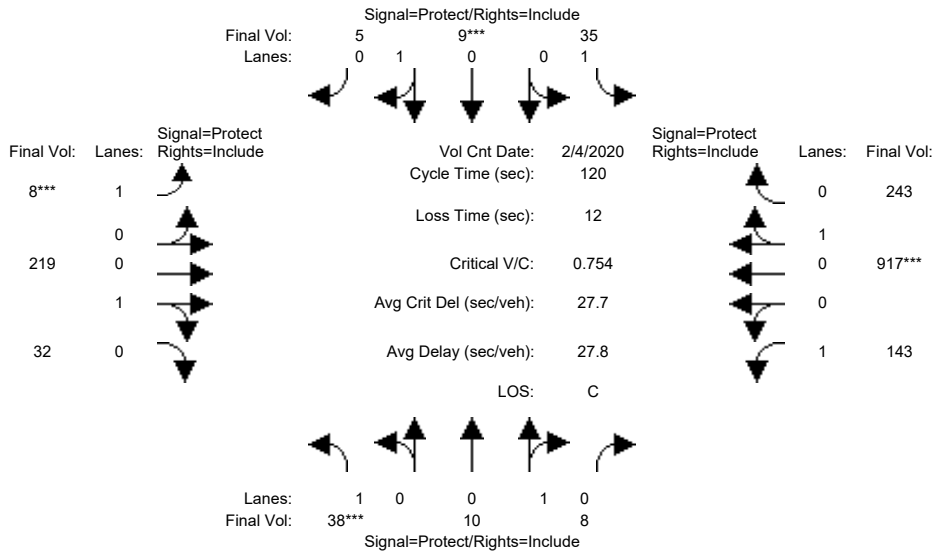 Signal=Protect/Rights=Include
Final Vol: 5 9*** 35
Lanes: 0 1 0 0 1
Signal=Protect
Final Vol: Lanes: Rights=Include
Vol Cnt Date: 2/4/2020
Signal=Protect
Rights=Include Lanes: Final Vol:
Cycle Time (sec): 120
8*** 1 0 243
Loss Time (sec): 12
0 1
219 0 Critical V/C: 0.754 0 917***
1 Avg Crit Del (sec/veh): 27.7 0
32 0 Avg Delay (sec/veh): 27.8 1 143
LOS: C
Lanes: 1 0 0 1 0
Final Vol: 38*** 10 8
Signal=Protect/Rights=Include